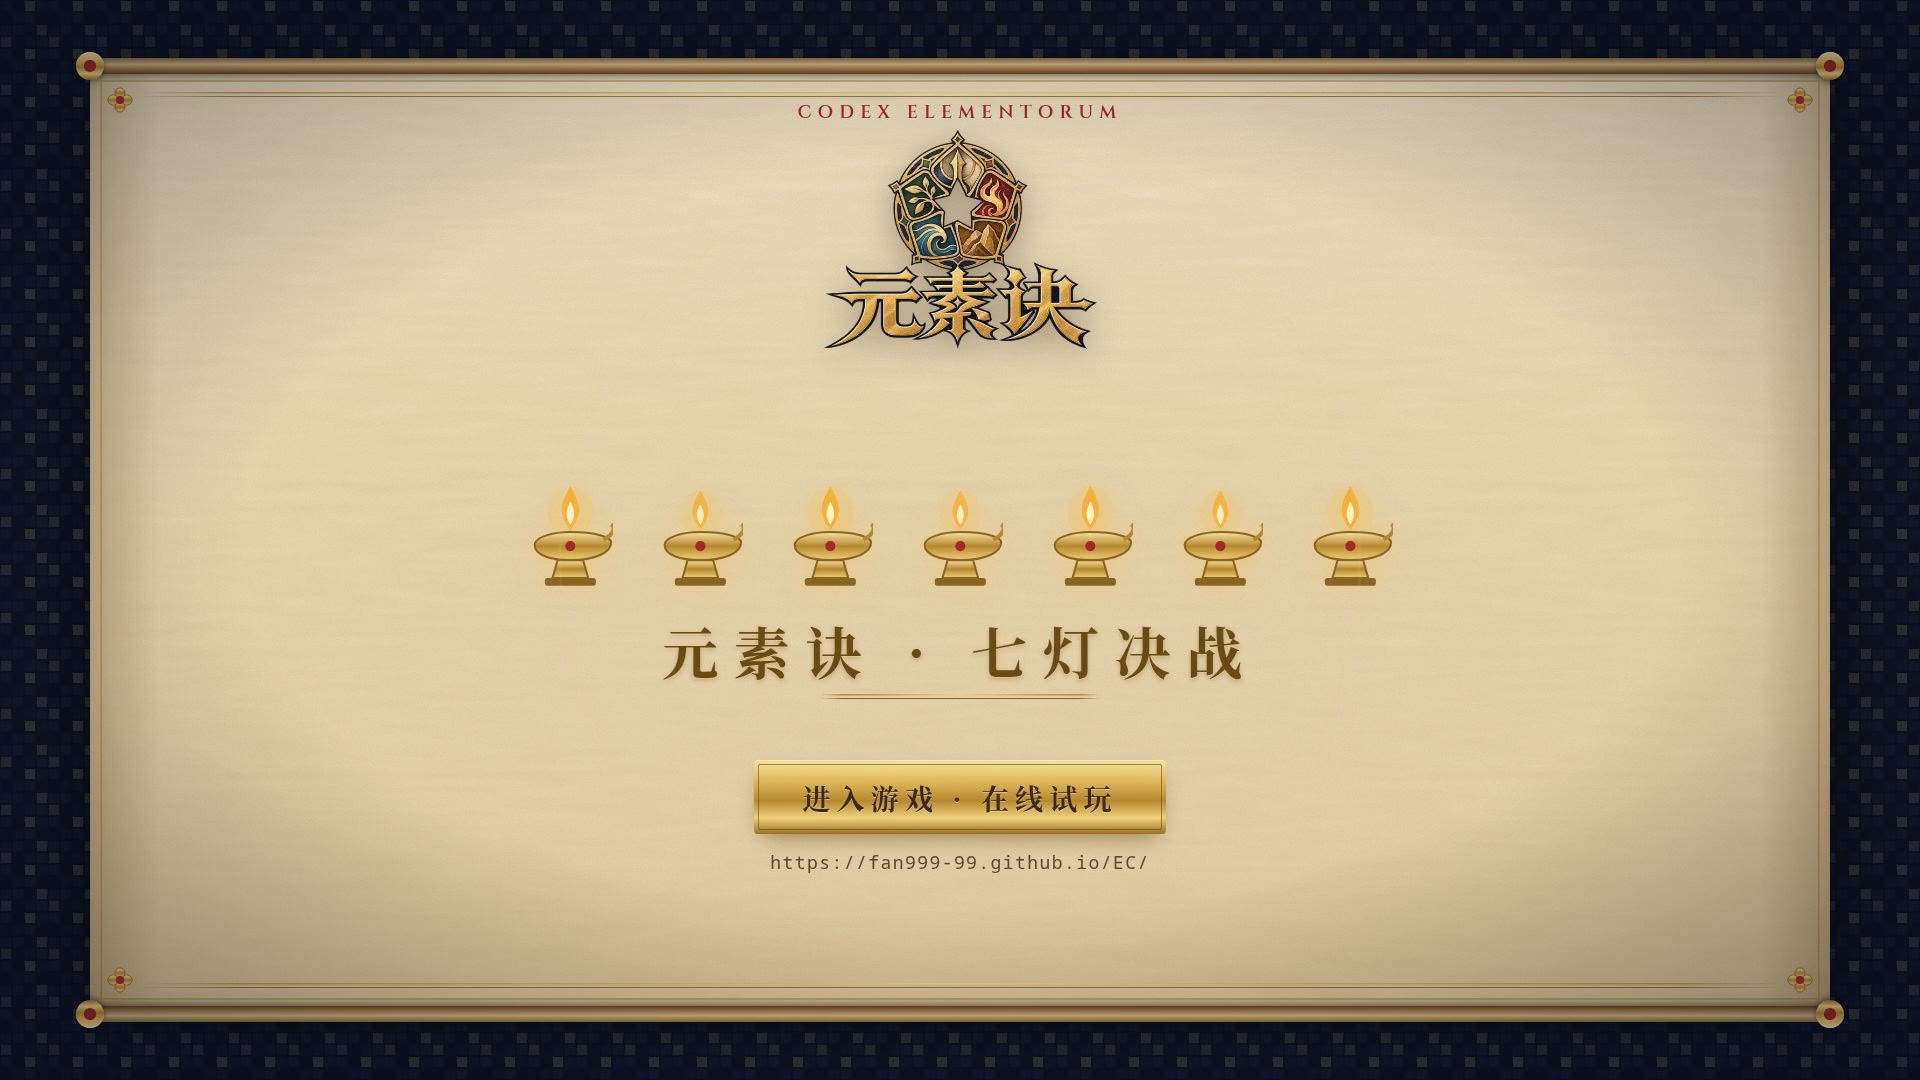 CODEX ELEMENTORUM
元素诀
元素诀 · 七灯决战
进入游戏 · 在线试玩
https://fan999-99.github.io/EC/